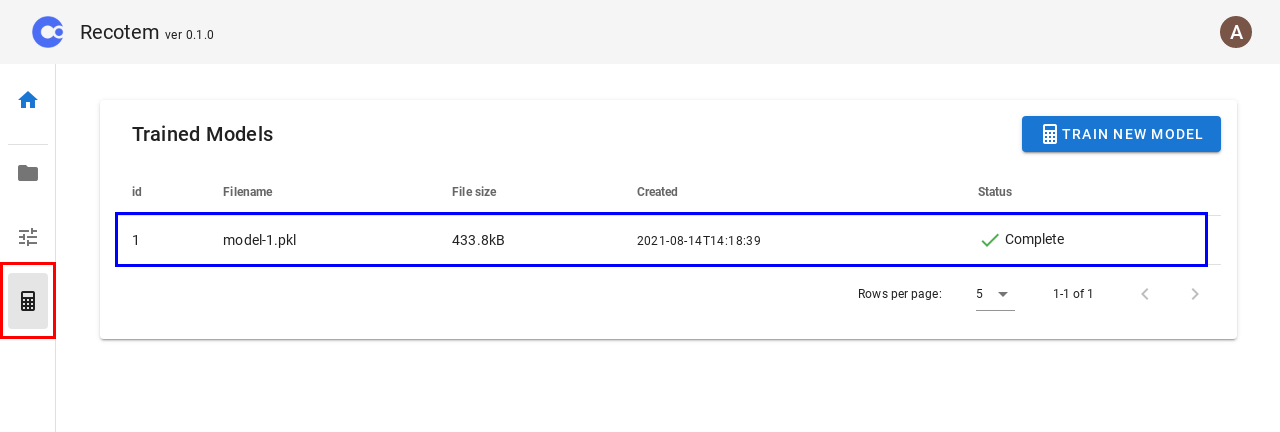 Recotem ver 0.1.0
A
Trained Models
TRAIN NEW MODEL
id Filename File size Created Status
1 model-1.pkl 433.8kB 2021-08-14T14:18:39 Complete
Rows per page: 5 1-1 of 1